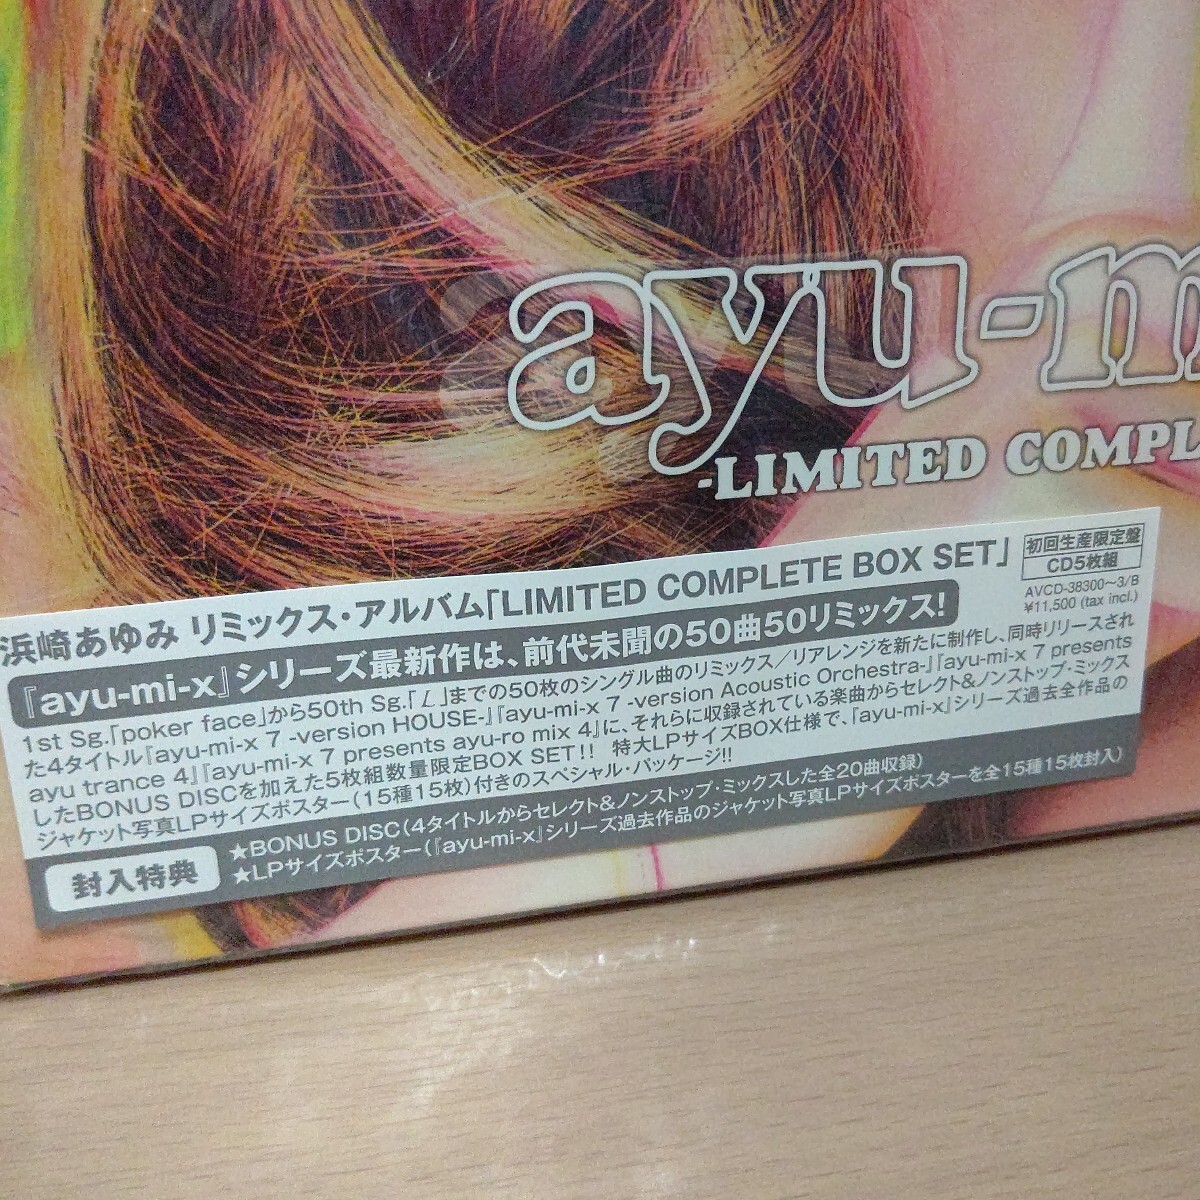 ayu-m
-LIMITED COMPL
浜崎あゆみ リミックス・アルバム「LIMITED COMPLETE BOX SET」
初回生産限定盤
CD5枚組
AVCD-38300~3/B
¥11,500 (tax incl.)
『ayu-mi-x』シリーズ最新作は、前代未聞の50曲50リミックス!
1st Sg.「poker face」から50th Sg.「L」までの50枚のシングル曲のリミックス/リアレンジを新たに制作し、同時リリースされ
た4タイトル『ayu-mi-x 7 -version HOUSE-』『ayu-mi-x 7 -version Acoustic Orchestra-』『ayu-mi-x 7 presents
ayu trance 4』『ayu-mi-x 7 presents ayu-ro mix 4』に、それらに収録されている楽曲からセレクト&ノンストップ・ミックス
したBONUS DISCを加えた5枚組数量限定BOX SET!! 特大LPサイズBOX仕様で、『ayu-mi-x』シリーズ過去全作品の
ジャケット写真LPサイズポスター(15種15枚)付きのスペシャル・パッケージ!!
封入特典
★BONUS DISC(4タイトルからセレクト&ノンストップ・ミックスした全20曲収録)
★LPサイズポスター(『ayu-mi-x』シリーズ過去作品のジャケット写真LPサイズポスターを全15種15枚封入)